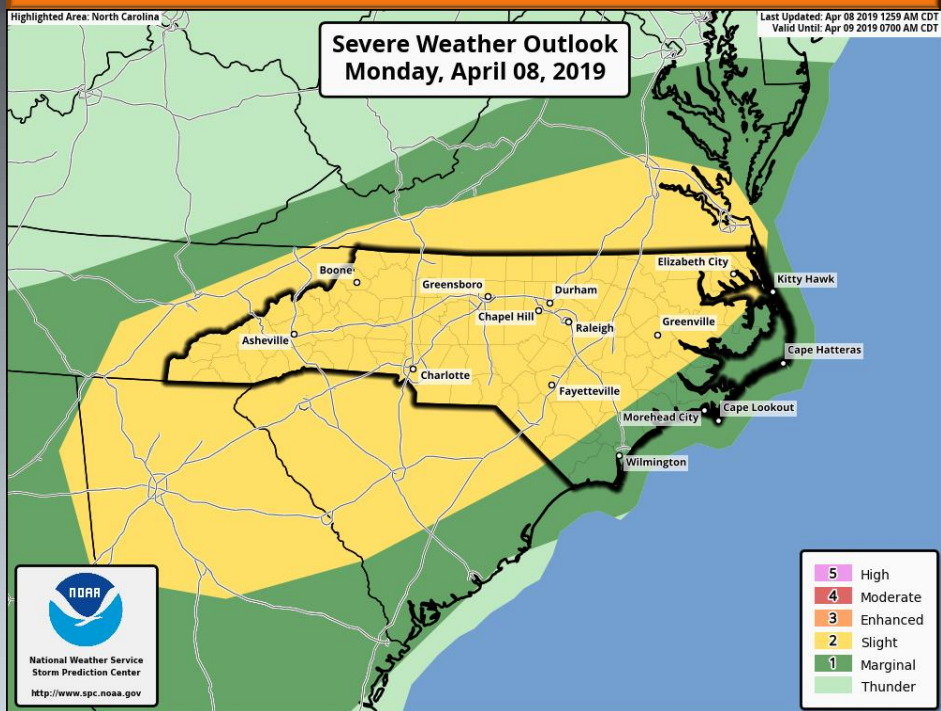 Highlighted Area: North Carolina
Last Updated: Apr 08 2019 1259 AM CDT
Valid Until: Apr 09 2019 0700 AM CDT
Severe Weather Outlook
Monday, April 08, 2019
Elizabeth City
Boone
Kitty Hawk
Greensboro
Durham
Chapel Hill
Raleigh
Greenville
Asheville
Cape Hatteras
Charlotte
Fayetteville
Cape Lookout
Morehead City
Wilmington
NOAA
National Weather Service
Storm Prediction Center
http://www.spc.noaa.gov
5 High
4 Moderate
3 Enhanced
2 Slight
1 Marginal
Thunder